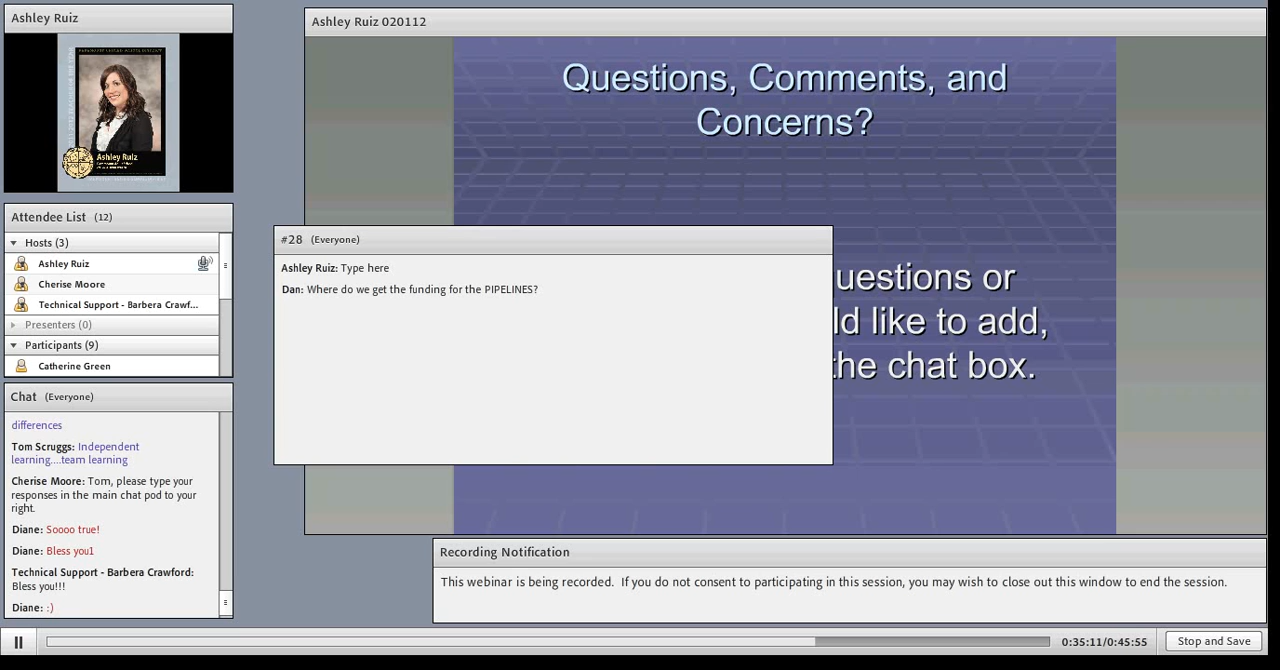 Ashley Ruiz
Ashley Ruiz
Attendee List (12)
Hosts (3)
Ashley Ruiz
Cherise Moore
Technical Support - Barbera Crawf...
Presenters (0)
Participants (9)
Catherine Green
Chat (Everyone)
differences
Tom Scruggs: Independent
learning....team learning
Cherise Moore: Tom, please type your
responses in the main chat pod to your
right.
Diane: Soooo true!
Diane: Bless you1
Technical Support - Barbera Crawford:
Bless you!!!
Diane: :)
Ashley Ruiz 020112
Questions, Comments, and
Concerns?
uestions or
ld like to add,
the chat box.
#28 (Everyone)
Ashley Ruiz: Type here
Dan: Where do we get the funding for the PIPELINES?
Recording Notification
This webinar is being recorded. If you do not consent to participating in this session, you may wish to close out this window to end the session.
0:35:11/0:45:55
Stop and Save